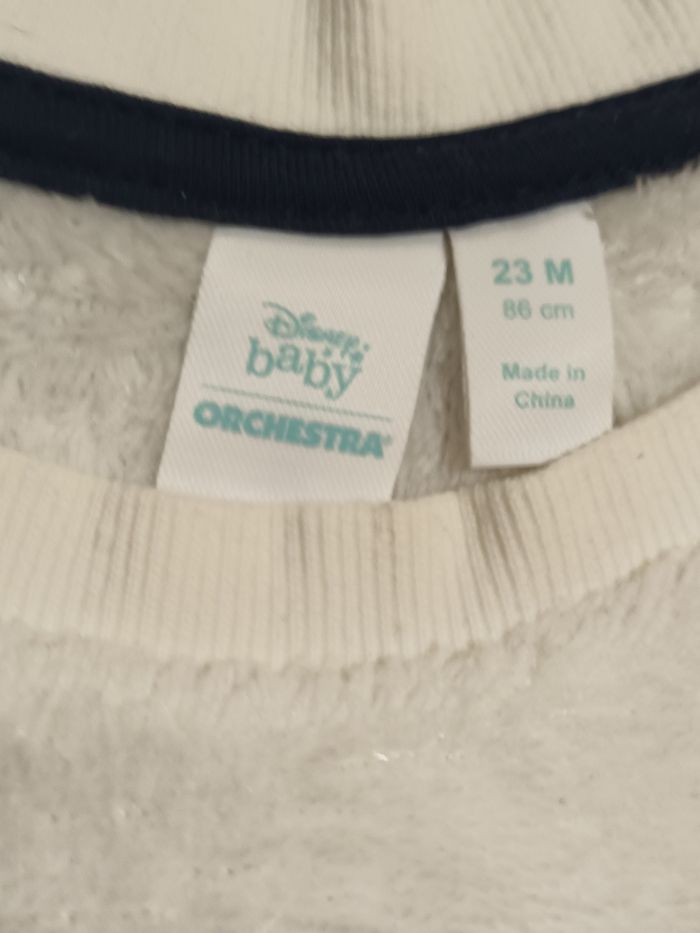 Disney
baby
ORCHESTRA
23 M
86 cm
Made in
China